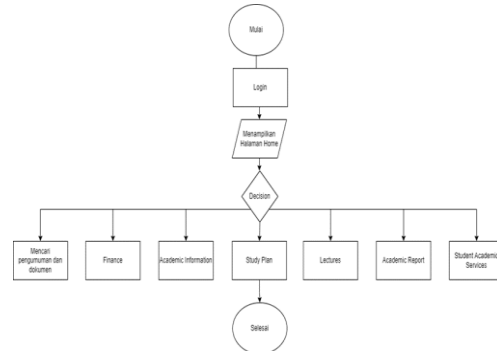 Mulai
Login
Menampilkan
Halaman Home
Decision
Mencari
pengumuman dan
dokumen
Finance
Academic Information
Study Plan
Lectures
Academic Report
Student Academic
Services
Selesai